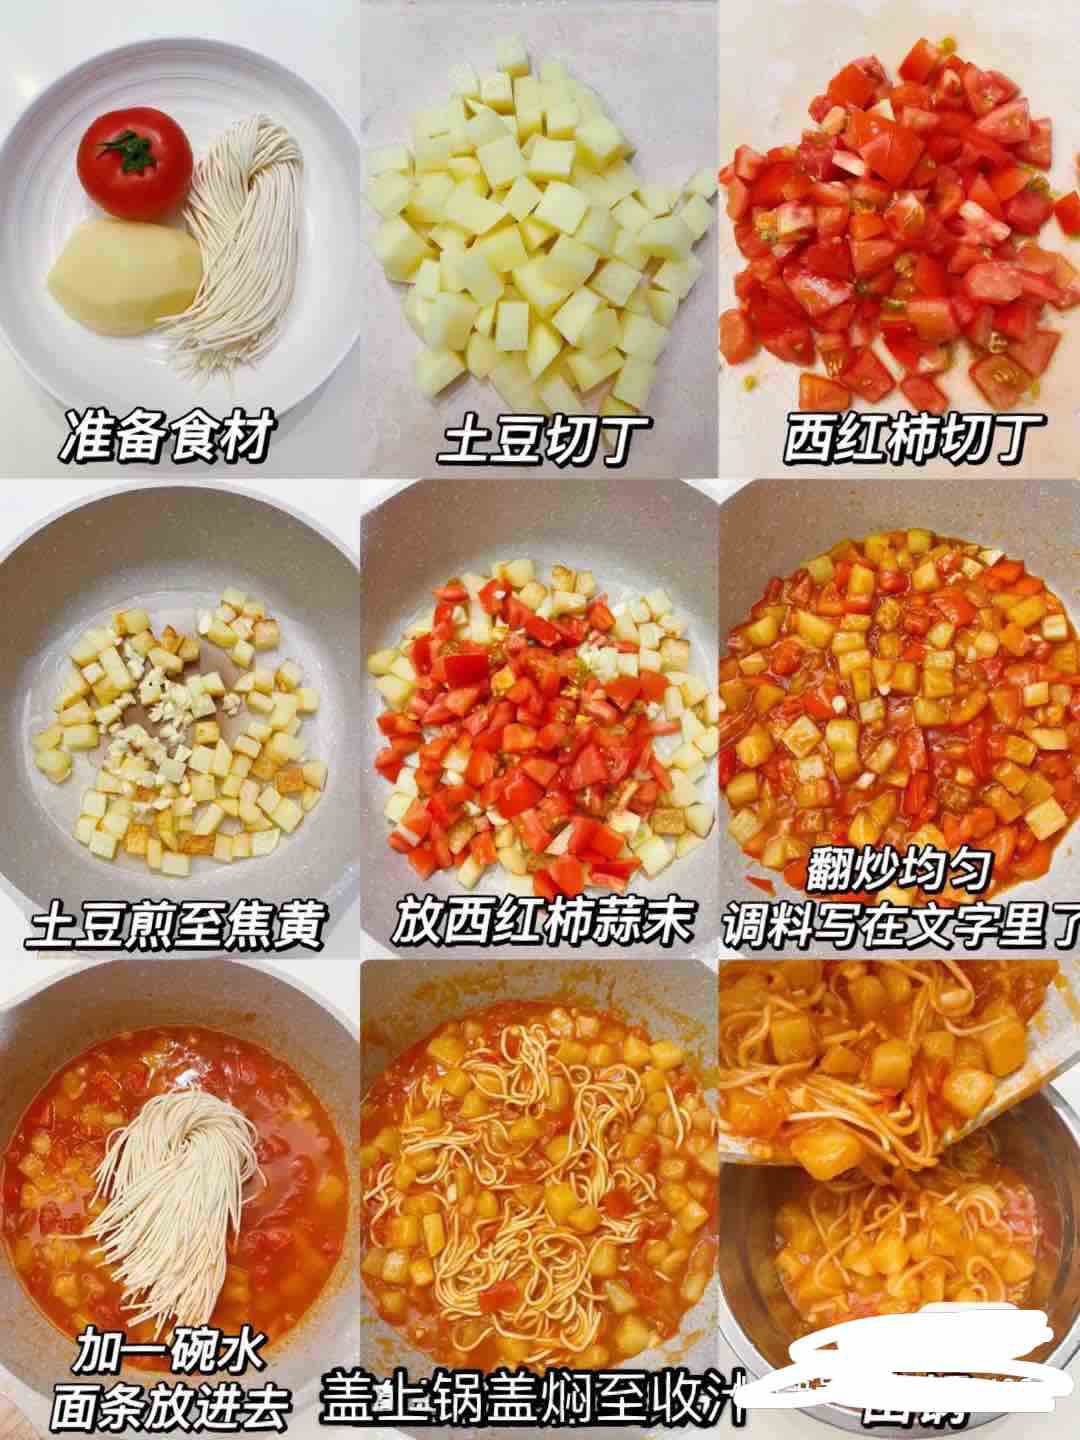 准备食材
土豆切丁
西红柿切丁
土豆煎至焦黄
放西红柿蒜末
翻炒均匀
调料写在文字里了
加一碗水
面条放进去
盖上锅盖焖至收汁